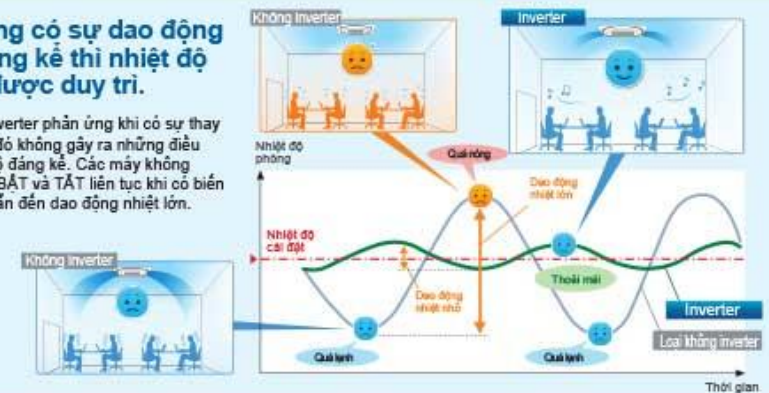 ng có sự dao động
ng kể thì nhiệt độ
được duy trì.
verter phản ứng khi có sự thay
đó không gây ra những điều
ộ đáng kể. Các máy không
BẬT và TẮT liên tục khi có biến
ẫn đến dao động nhiệt lớn.
Không Inverter
Inverter
Nhiệt độ
phòng
Quá nóng
Dao động
nhiệt lớn
Nhiệt độ
cài đặt
Không Inverter
Thoải mái
Dao động
nhiệt nhỏ
Inverter
Loại không inverter
Quá lạnh
Quá lạnh
Thời gian